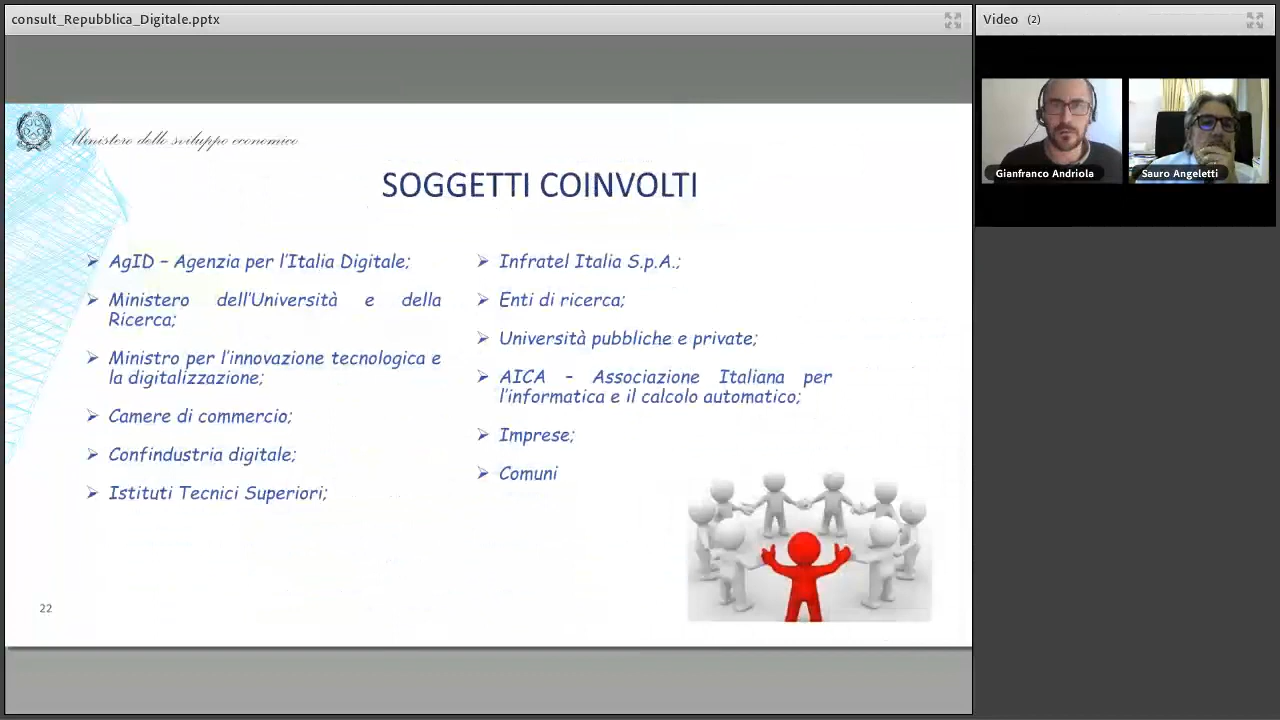 consult_Repubblica_Digitale.pptx
Video (2)
Gianfranco Andriola
Sauro Angeletti
Ministero dello sviluppo economico
SOGGETTI COINVOLTI
AgID – Agenzia per l'Italia Digitale;
Ministero dell'Università e della
Ricerca;
Ministro per l'innovazione tecnologica e
la digitalizzazione;
Camere di commercio;
Confindustria digitale;
Istituti Tecnici Superiori;
Infratel Italia S.p.A.;
Enti di ricerca;
Università pubbliche e private;
AICA – Associazione Italiana per
l'informatica e il calcolo automatico;
Imprese;
Comuni
22